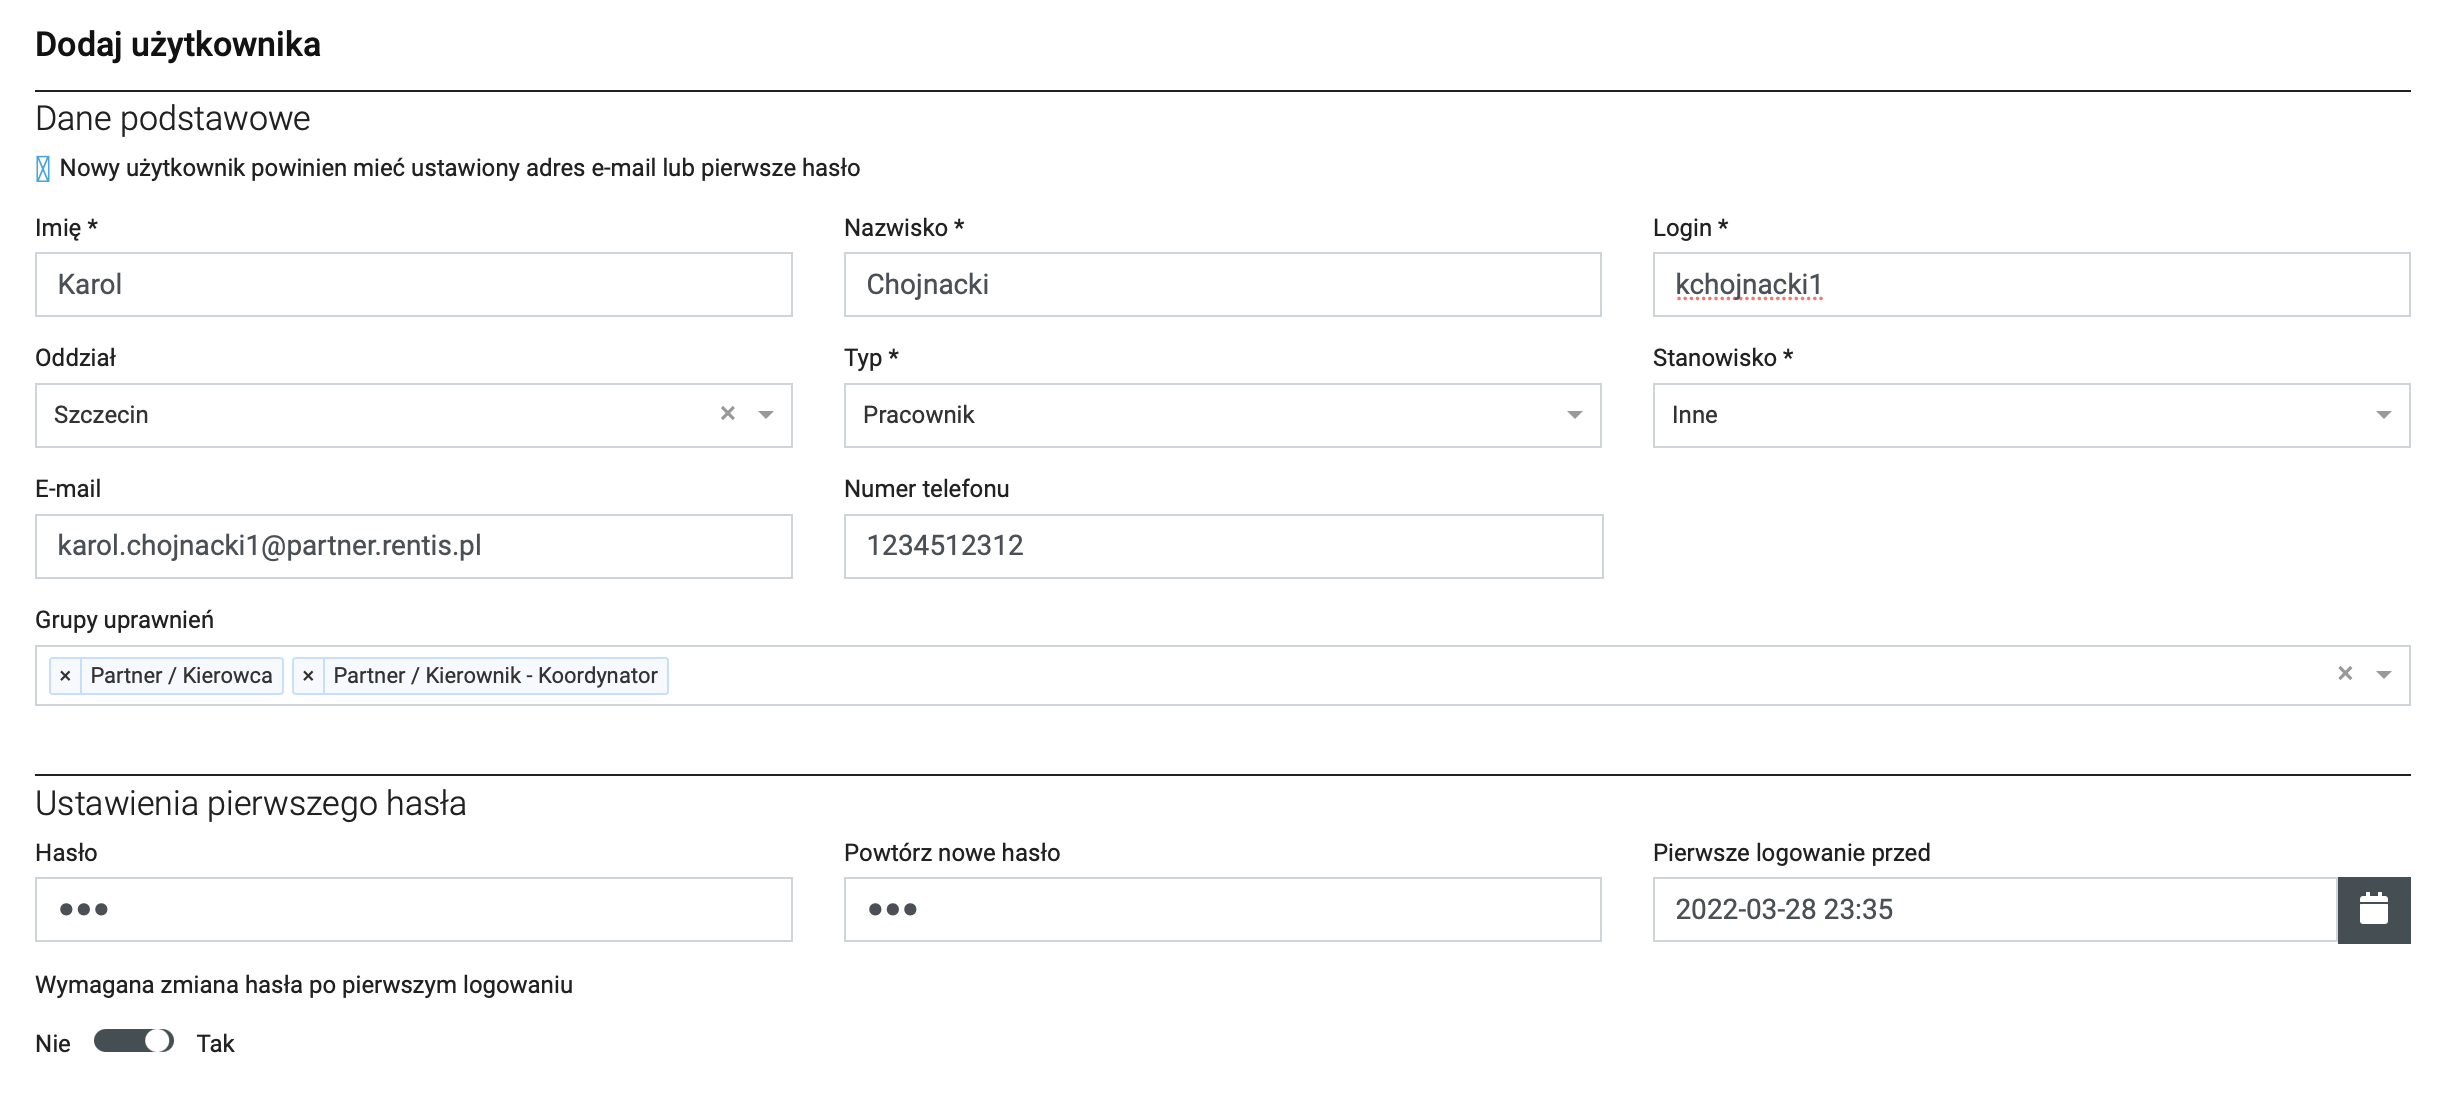 Dodaj użytkownika
Dane podstawowe
Nowy użytkownik powinien mieć ustawiony adres e-mail lub pierwsze hasło
Imię * Nazwisko * Login *
Karol Chojnacki kchojnacki1
Oddział Typ * Stanowisko *
Szczecin × Pracownik Inne
E-mail Numer telefonu
karol.chojnacki1@partner.rentis.pl 1234512312
Grupy uprawnień
× Partner / Kierowca × Partner / Kierownik - Koordynator ×
Ustawienia pierwszego hasła
Hasło Powtórz nowe hasło Pierwsze logowanie przed
••• ••• 2022-03-28 23:35
Wymagana zmiana hasła po pierwszym logowaniu
Nie Tak